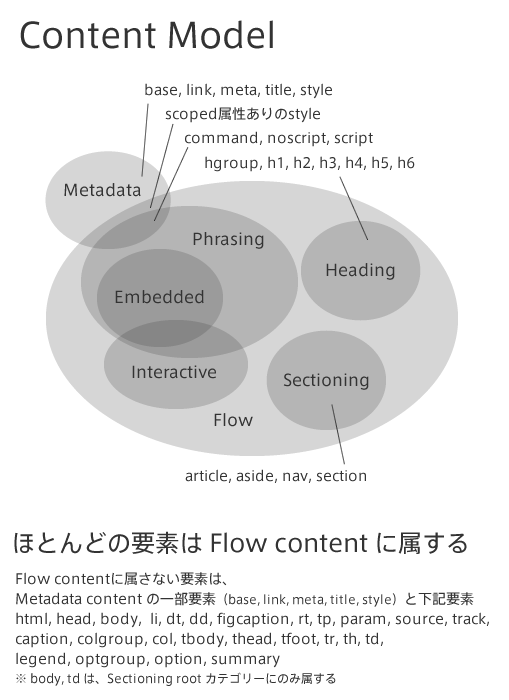 Content Model
base, link, meta, title, style
scoped属性ありのstyle
command, noscript, script
hgroup, h1, h2, h3, h4, h5, h6
Metadata
Phrasing
Heading
Embedded
Interactive
Sectioning
Flow
article, aside, nav, section
ほとんどの要素は Flow content に属する
Flow contentに属さない要素は、
Metadata content の一部要素（base, link, meta, title, style）と下記要素
html, head, body, li, dt, dd, figcaption, rt, tp, param, source, track,
caption, colgroup, col, tbody, thead, tfoot, tr, th, td,
legend, optgroup, option, summary
※ body, td は、Sectioning root カテゴリーにのみ属する